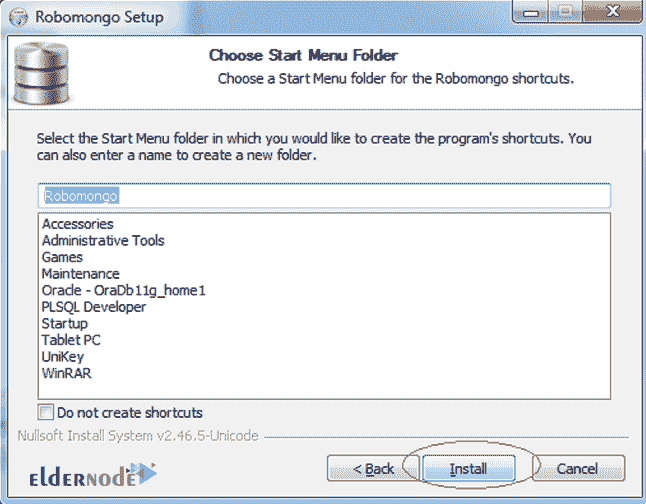 Robomongo Setup
Choose Start Menu Folder
Choose a Start Menu folder for the Robomongo shortcuts.
Select the Start Menu folder in which you would like to create the program's shortcuts. You
can also enter a name to create a new folder.
Robomongo
Accessories
Administrative Tools
Games
Maintenance
Oracle - OraDb11g_home1
PLSQL Developer
Startup
Tablet PC
UniKey
WinRAR
Do not create shortcuts
Nullsoft Install System v2.46.5-Unicode
ELDERNODE
< Back Install Cancel